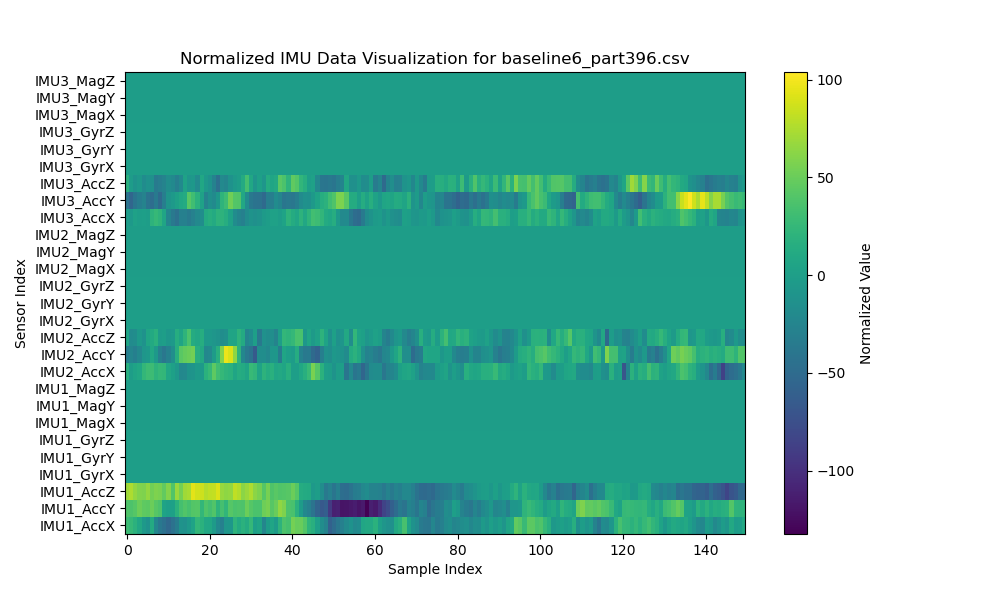 Normalized IMU Data Visualization for baseline6_part396.csv
IMU3_MagZ
IMU3_MagY
IMU3_MagX
IMU3_GyrZ
IMU3_GyrY
IMU3_GyrX
IMU3_AccZ
IMU3_AccY
IMU3_AccX
IMU2_MagZ
IMU2_MagY
IMU2_MagX
IMU2_GyrZ
IMU2_GyrY
IMU2_GyrX
IMU2_AccZ
IMU2_AccY
IMU2_AccX
IMU1_MagZ
IMU1_MagY
IMU1_MagX
IMU1_GyrZ
IMU1_GyrY
IMU1_GyrX
IMU1_AccZ
IMU1_AccY
IMU1_AccX
Sensor Index
0 20 40 60 80 100 120 140
Sample Index
100
50
0
−50
−100
Normalized Value